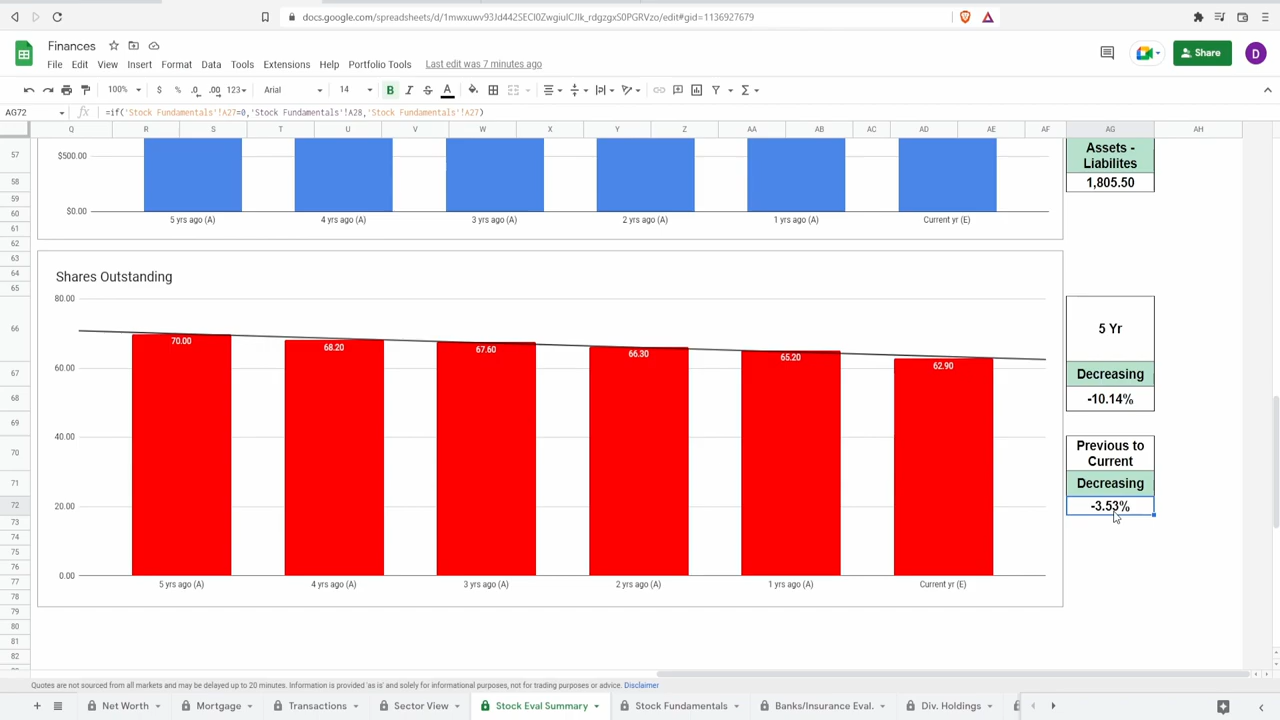 docs.google.com/spreadsheets/d/1mwxuwv93Jd442SECI0ZwgiuICJIk_rdgzgxS0PGRVzo/edit#gid=1136927679
Finances
File Edit View Insert Format Data Tools Extensions Help Portfolio Tools Last edit was 7 minutes ago
Share
D
100% $ % .0 .00 123 Arial 14 B I S A
AG72 fx =if('Stock Fundamentals'!A27=0,'Stock Fundamentals'!A28,'Stock Fundamentals'!A27)
Q R S T U V W X Y Z AA AB AC AD AE AF AG AH
57
58
59
60
61
62
63
64
65
66
67
68
69
70
71
72
73
74
75
76
77
78
79
80
81
82
$500.00
$0.00
5 yrs ago (A) 4 yrs ago (A) 3 yrs ago (A) 2 yrs ago (A) 1 yrs ago (A) Current yr (E)
Assets -
Liabilites
1,805.50
Shares Outstanding
80.00
60.00
40.00
20.00
0.00
70.00 68.20 67.60 66.30 65.20 62.90
5 yrs ago (A) 4 yrs ago (A) 3 yrs ago (A) 2 yrs ago (A) 1 yrs ago (A) Current yr (E)
5 Yr
Decreasing
-10.14%
Previous to
Current
Decreasing
-3.53%
Quotes are not sourced from all markets and may be delayed up to 20 minutes. Information is provided 'as is' and solely for informational purposes, not for trading purposes or advice. Disclaimer
Net Worth Mortgage Transactions Sector View Stock Eval Summary Stock Fundamentals Banks/Insurance Eval. Div. Holdings